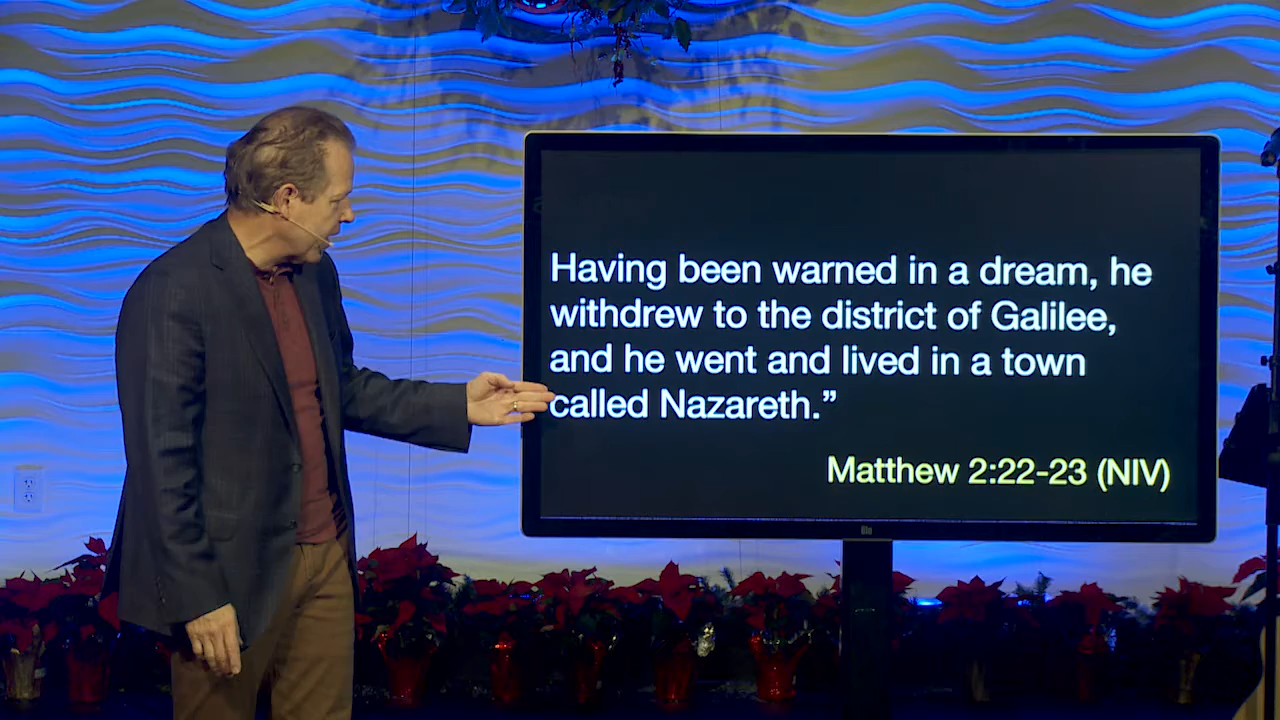 Having been warned in a dream, he
withdrew to the district of Galilee,
and he went and lived in a town
called Nazareth.”
Matthew 2:22-23 (NIV)
elo